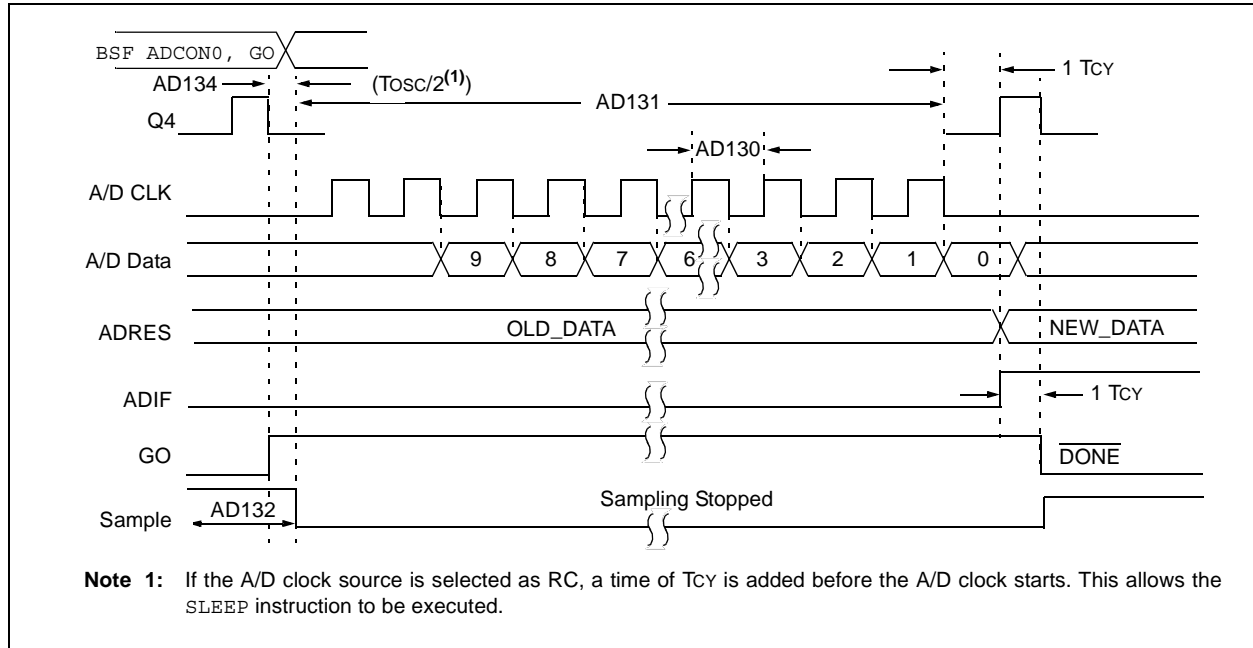 BSF ADCON0, GO
AD134
(TOSC/2(1))
1 TCY
AD131
Q4
AD130
A/D CLK
A/D Data
9 8 7 6 3 2 1 0
ADRES
OLD_DATA
NEW_DATA
ADIF
1 TCY
GO
DONE
Sampling Stopped
AD132
Sample
Note 1: If the A/D clock source is selected as RC, a time of TCY is added before the A/D clock starts. This allows the
SLEEP instruction to be executed.